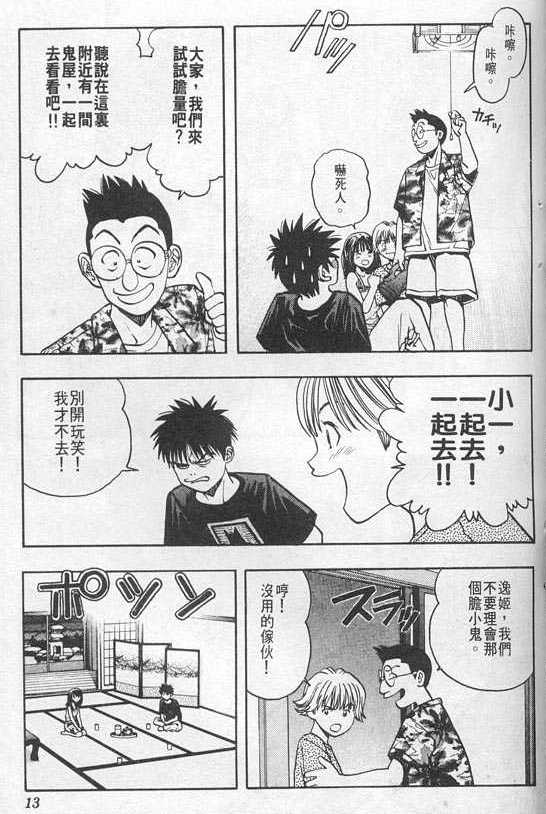 咔嚓。
咔嚓。
カチッ
パッ
嚇死人。
大家，我們來
試試膽量吧？
聽說在這裏
附近有一間
鬼屋，一起
去看看吧!!
小一，
一起去！
一起去!!
別開玩笑！
我才不去！
逸姬，我們
不要理會那
個膽小鬼。
スラッ
哼！
沒用的傢伙！
ポツン
13